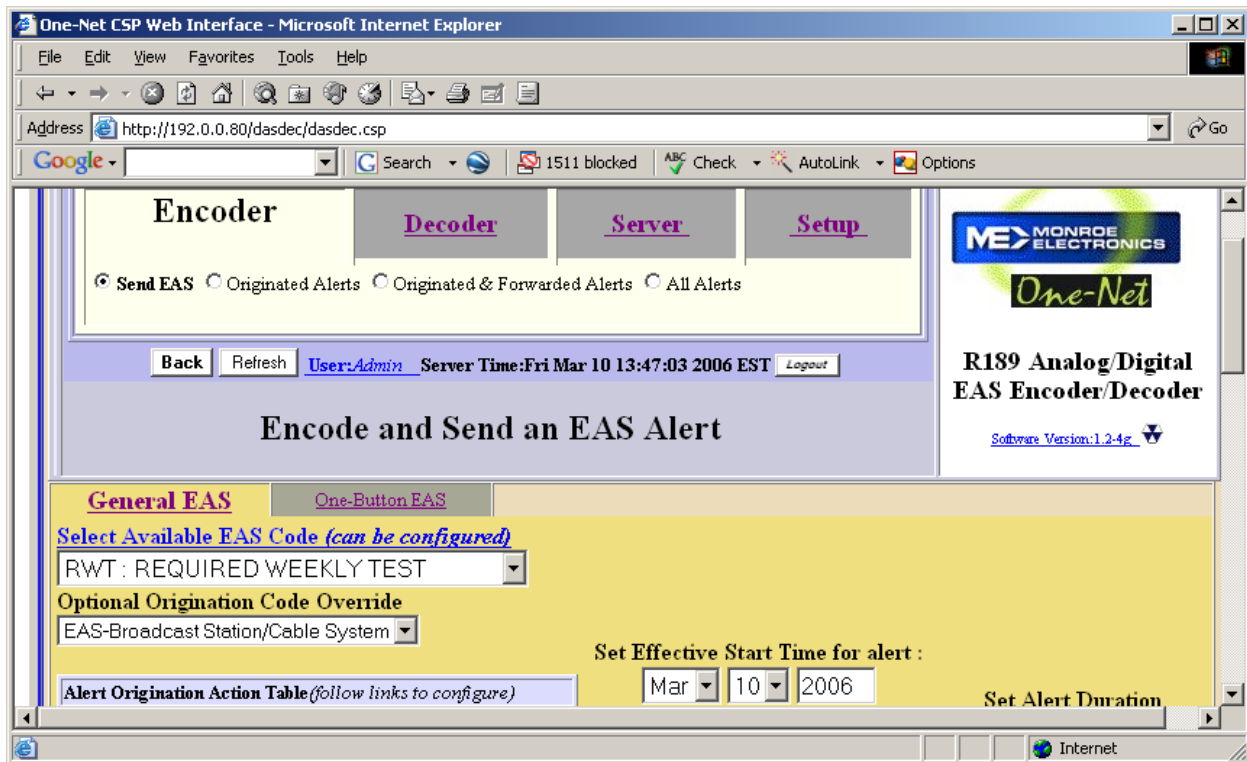 One-Net CSP Web Interface - Microsoft Internet Explorer
File Edit View Favorites Tools Help
Address http://192.0.0.80/dasdec/dasdec.csp Go
Google Search 1511 blocked ABC Check AutoLink Options
Encoder Decoder Server Setup
Send EAS Originated Alerts Originated & Forwarded Alerts All Alerts
Back Refresh User:Admin Server Time:Fri Mar 10 13:47:03 2006 EST Logout
Encode and Send an EAS Alert
ME MONROE
ELECTRONICS
One-Net
R189 Analog/Digital
EAS Encoder/Decoder
Software Version:1.2-4g
General EAS One-Button EAS
Select Available EAS Code (can be configured)
RWT : REQUIRED WEEKLY TEST
Optional Origination Code Override
EAS-Broadcast Station/Cable System
Alert Origination Action Table(follow links to configure)
Set Effective Start Time for alert :
Mar 10 2006
Set Alert Duration
Internet